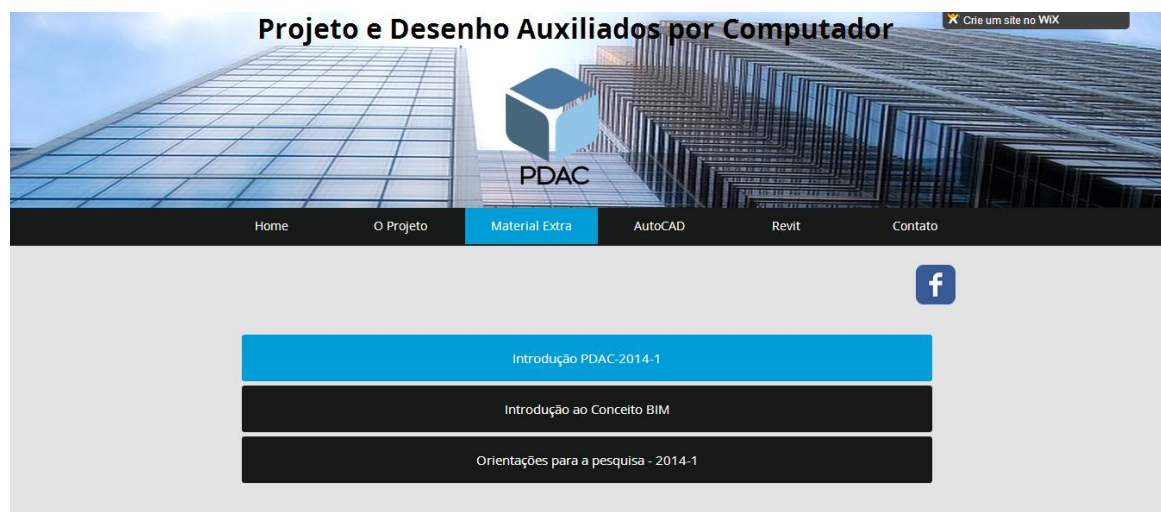 Projeto e Desenho Auxiliados por Computador
Crie um site no WiX
PDAC
Home
O Projeto
Material Extra
AutoCAD
Revit
Contato
f
Introdução PDAC-2014-1
Introdução ao Conceito BIM
Orientações para a pesquisa - 2014-1